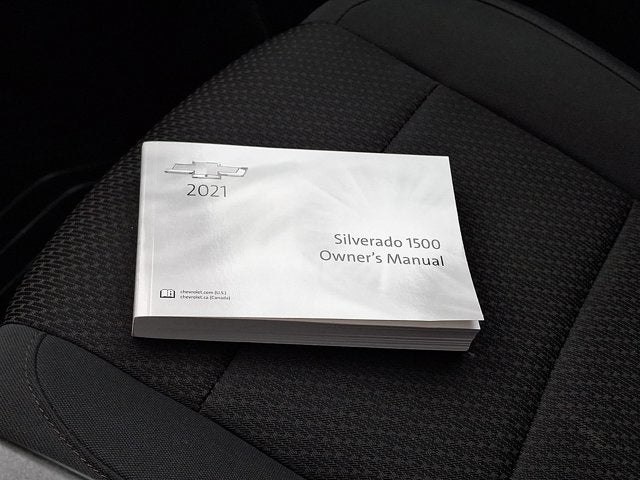 2021
Silverado 1500
Owner's Manual
chevrolet.com (U.S.)
chevrolet.ca (Canada)